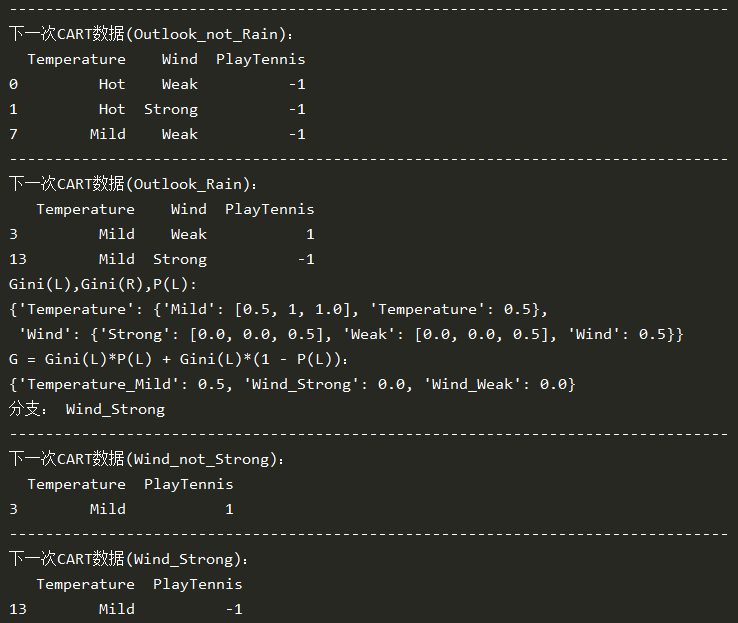 --------------------------------------------------------------------------------
下一次CART数据(Outlook_not_Rain):
  Temperature    Wind  PlayTennis
0         Hot    Weak          -1
1         Hot  Strong          -1
7        Mild    Weak          -1
--------------------------------------------------------------------------------
下一次CART数据(Outlook_Rain):
   Temperature    Wind  PlayTennis
3         Mild    Weak           1
13        Mild  Strong          -1
Gini(L),Gini(R),P(L):
{'Temperature': {'Mild': [0.5, 1, 1.0], 'Temperature': 0.5},
 'Wind': {'Strong': [0.0, 0.0, 0.5], 'Weak': [0.0, 0.0, 0.5], 'Wind': 0.5}}
G = Gini(L)*P(L) + Gini(L)*(1 - P(L)):
{'Temperature_Mild': 0.5, 'Wind_Strong': 0.0, 'Wind_Weak': 0.0}
分支: Wind_Strong
--------------------------------------------------------------------------------
下一次CART数据(Wind_not_Strong):
  Temperature  PlayTennis
3        Mild           1
--------------------------------------------------------------------------------
下一次CART数据(Wind_Strong):
   Temperature  PlayTennis
13        Mild          -1